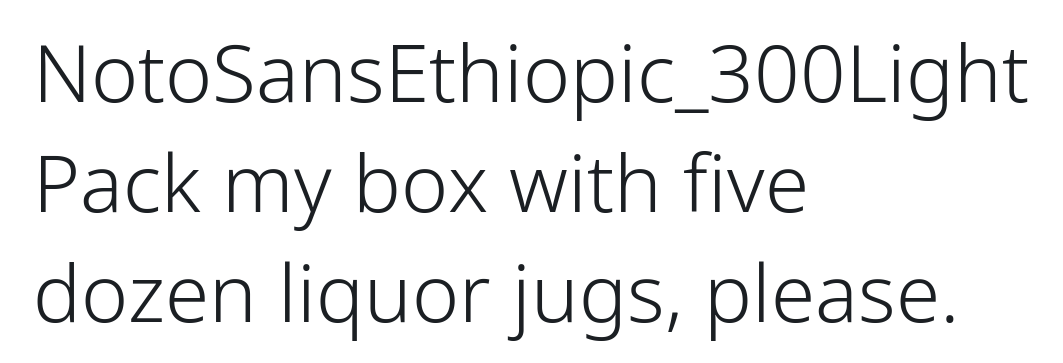 NotoSansEthiopic_300Light
Pack my box with five
dozen liquor jugs, please.